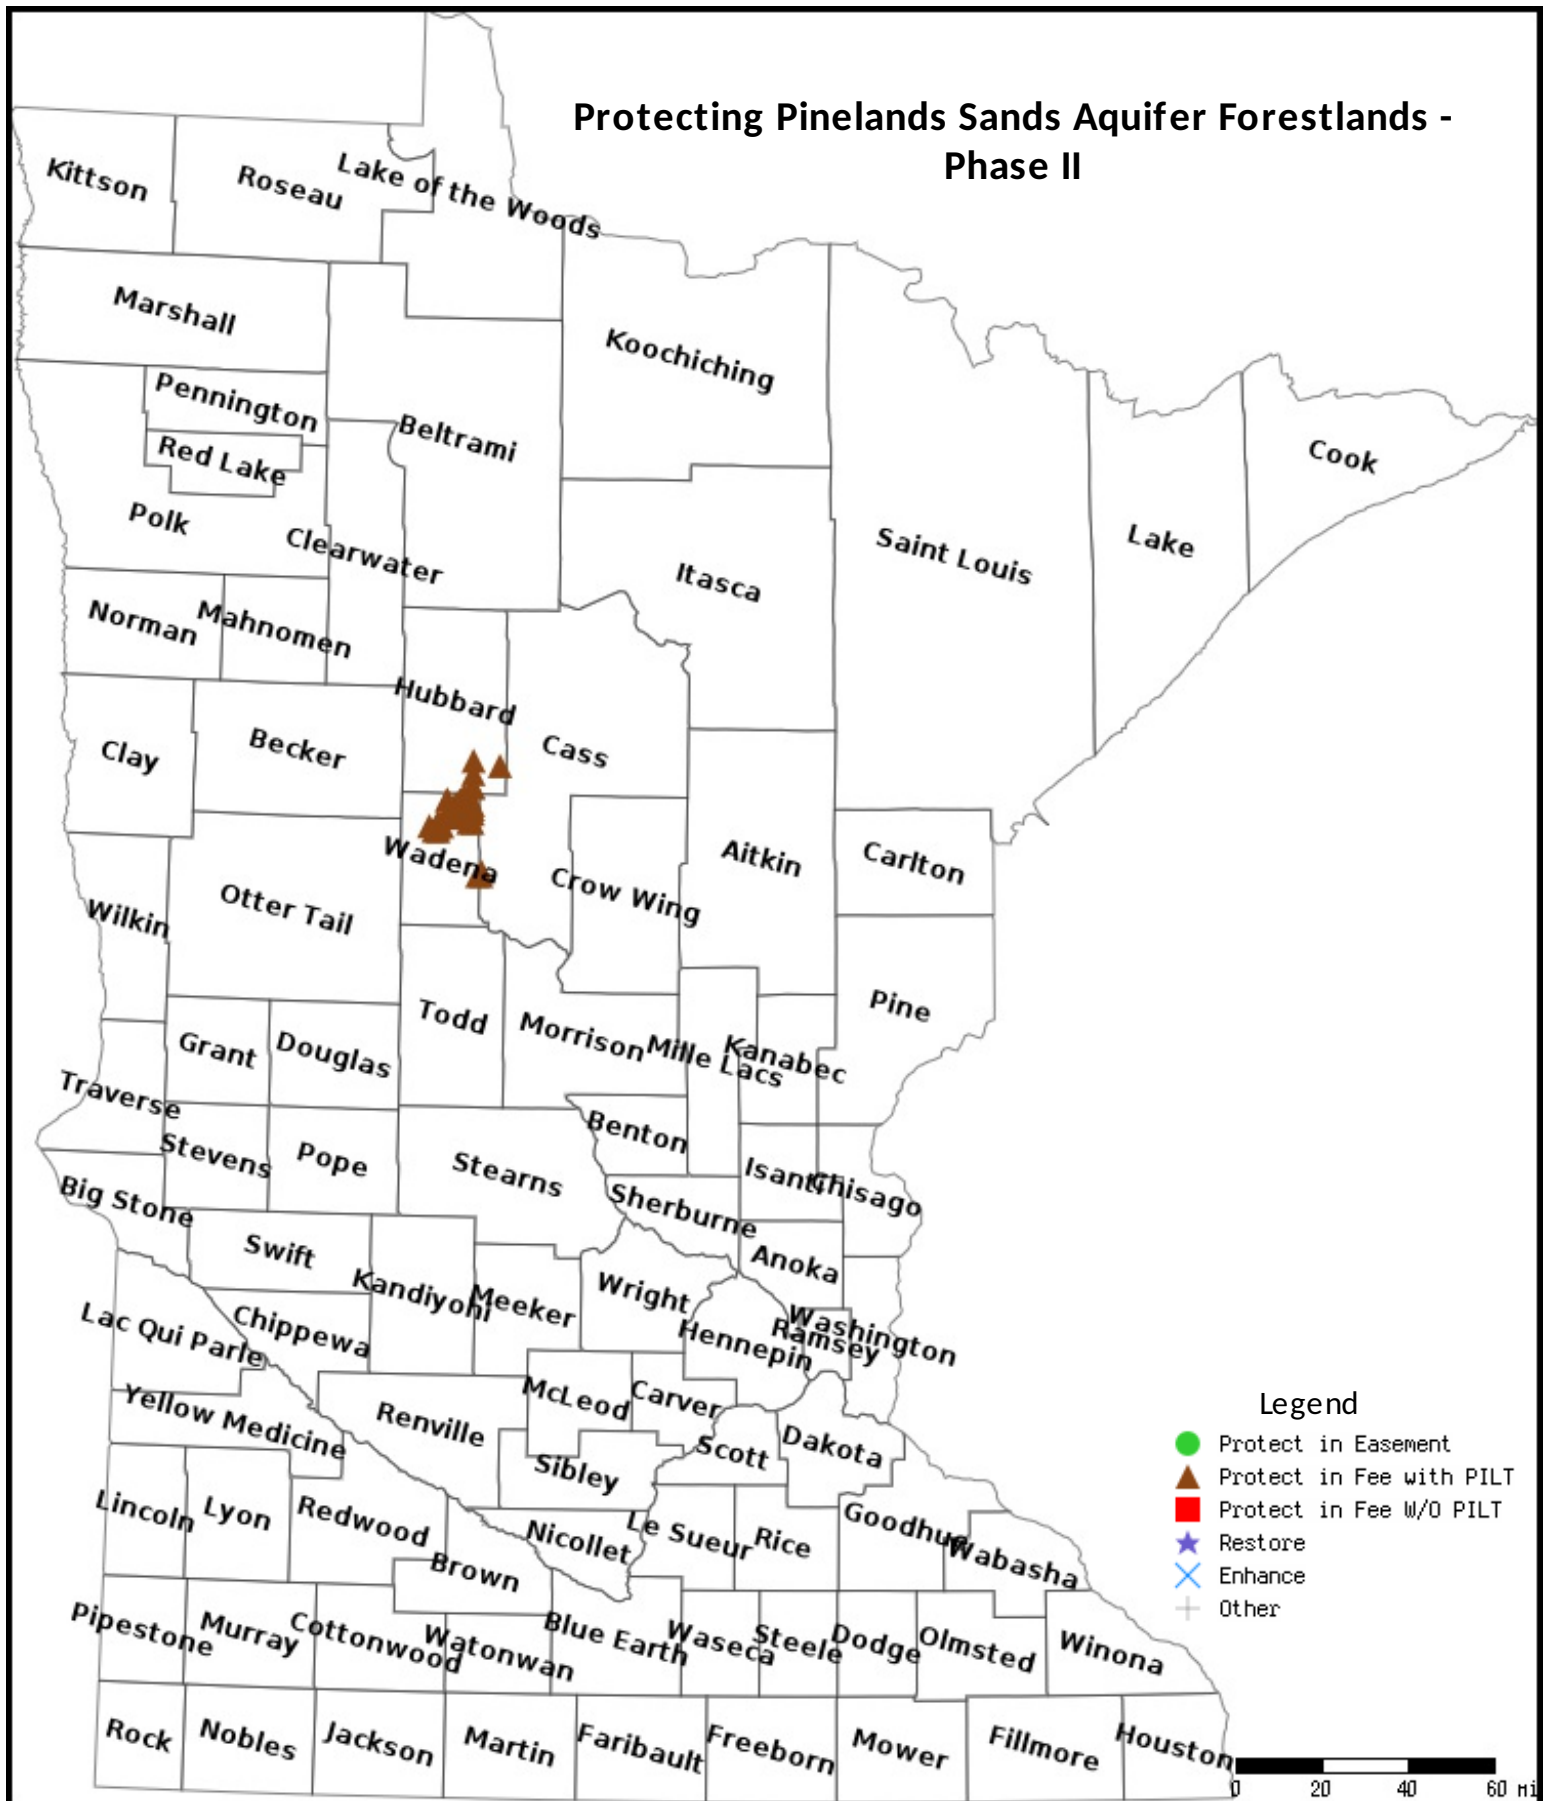 Protecting Pinelands Sands Aquifer Forestlands -
Phase II
Kittson
Roseau
Lake of the Woods
Marshall
Koochiching
Pennington
Beltrami
Red Lake
Cook
Polk
Clearwater
Saint Louis
Lake
Itasca
Norman
Mahnomen
Hubbard
Clay
Becker
Cass
Wadena
Aitkin
Carlton
Otter Tail
Crow Wing
Wilkin
Pine
Todd
Morrison
Grant
Douglas
Mille Lacs
Kanabec
Traverse
Benton
Stevens
Pope
Stearns
Isanti
Chisago
Big Stone
Sherburne
Swift
Anoka
Kandiyohi
Meeker
Wright
Lac Qui Parle
Chippewa
Hennepin
Ramsey
Washington
McLeod
Carver
Yellow Medicine
Renville
Scott
Dakota
Sibley
Lincoln
Lyon
Redwood
Nicollet
Le Sueur
Rice
Goodhue
Wabasha
Brown
Pipestone
Murray
Cottonwood
Watonwan
Blue Earth
Waseca
Steele
Dodge
Olmsted
Winona
Rock
Nobles
Jackson
Martin
Faribault
Freeborn
Mower
Fillmore
Houston
Legend
Protect in Easement
Protect in Fee with PILT
Protect in Fee W/O PILT
Restore
Enhance
Other
0 20 40 60 mi